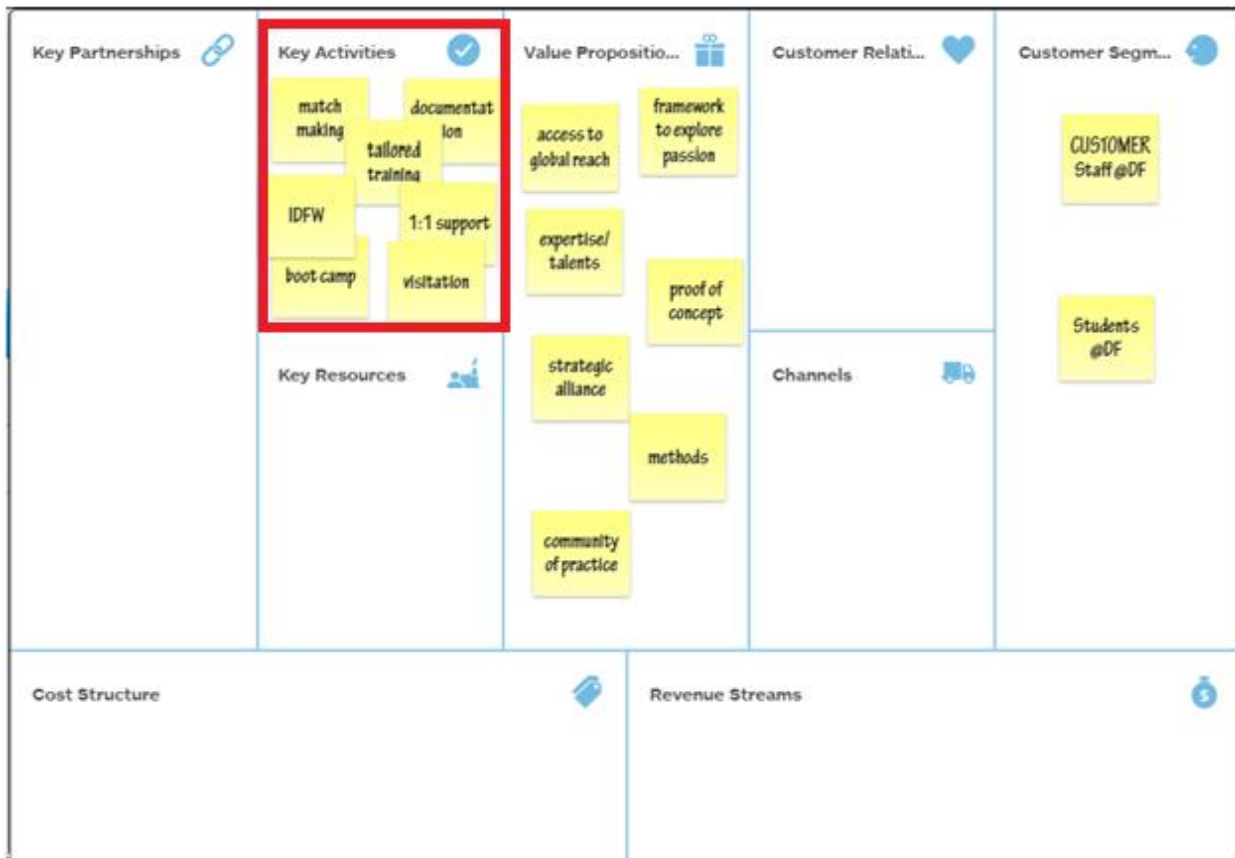 Key Partnerships
Key Activities
match
making
documentat
ion
tailored
training
IDFW
1:1 support
boot camp
visitation
Key Resources
Value Propositio...
access to
global reach
framework
to explore
passion
expertise/
talents
proof of
concept
strategic
alliance
methods
community
of practice
Customer Relati...
Channels
Customer Segm...
CUS1OMER
Staff@DF
Students
@DF
Cost Structure
Revenue Streams
$